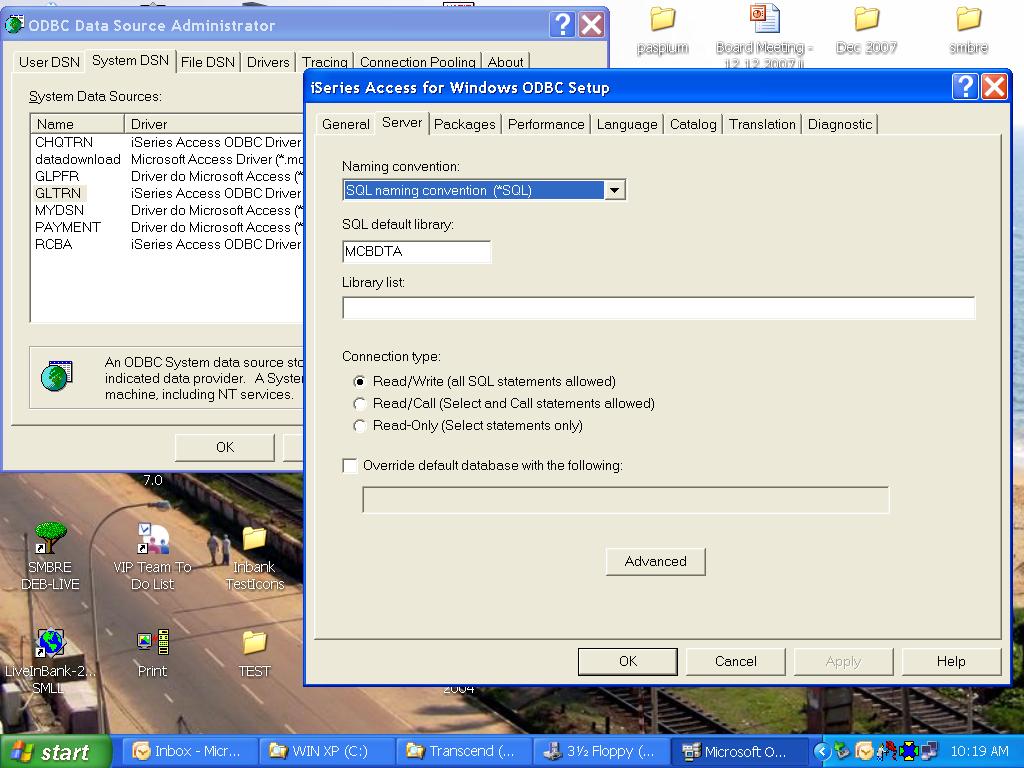 ODBC Data Source Administrator
User DSN
System DSN
File DSN
Drivers
Tracing
Connection Pooling
About
System Data Sources:
Name
Driver
CHQTRN
iSeries Access ODBC Driver
datadownload
Microsoft Access Driver (*.mc
GLPFR
Driver do Microsoft Access (*
GLTRN
iSeries Access ODBC Driver
MYDSN
Driver do Microsoft Access (*
PAYMENT
Driver do Microsoft Access (*
RCBA
iSeries Access ODBC Driver
An ODBC System data source sto
indicated data provider. A Syste
machine, including NT services.
OK
paspium
Board Meeting -
12 12 2007 ii
Dec 2007
smbre
iSeries Access for Windows ODBC Setup
General
Server
Packages
Performance
Language
Catalog
Translation
Diagnostic
Naming convention:
SQL naming convention (*SQL)
SQL default library:
MCBDTA
Library list:
Connection type:
Read/Write (all SQL statements allowed)
Read/Call (Select and Call statements allowed)
Read-Only (Select statements only)
Override default database with the following:
Advanced
OK
Cancel
Apply
Help
7.0
SMBRE
DEB-LIVE
VIP Team To
Do List
Inbank
TestIcons
LiveInBank-2...
SMLL
Print
TEST
2004
start
Inbox - Micr...
WIN XP (C:)
Transcend (...
3½ Floppy (...
Microsoft O...
10:19 AM